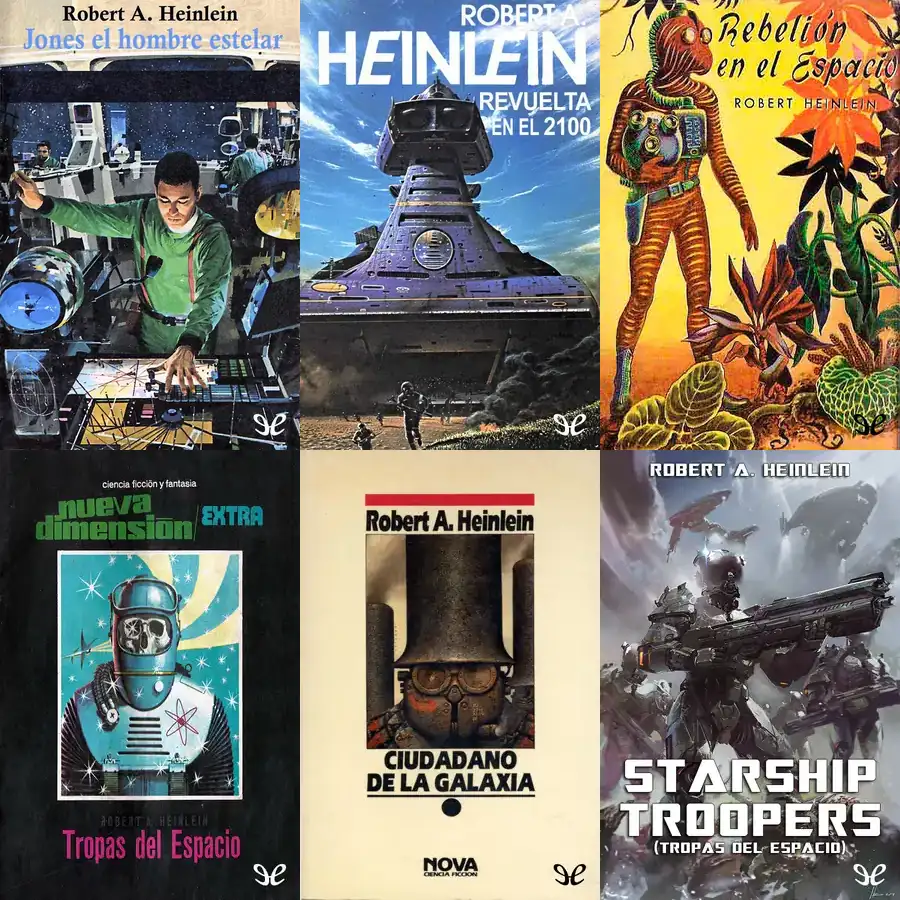 Robert A. Heinlein
Jones el hombre estelar
ROBERT A.
HEINLEIN
REVUELTA
EN EL 2100
Rebelión
en el Espacio
ROBERT HEINLEIN
ciencia ficción y fantasia
nueva
dimensión/EXTRA
ROBERT A. HEINLEIN
Tropas del Espacio
Robert A. Heinlein
CIUDADANO
DE LA GALAXIA
NOVA
CIENCIA FICCION
ROBERT A. HEINLEIN
STARSHIP
TROOPERS
(TROPAS DEL ESPACIO)